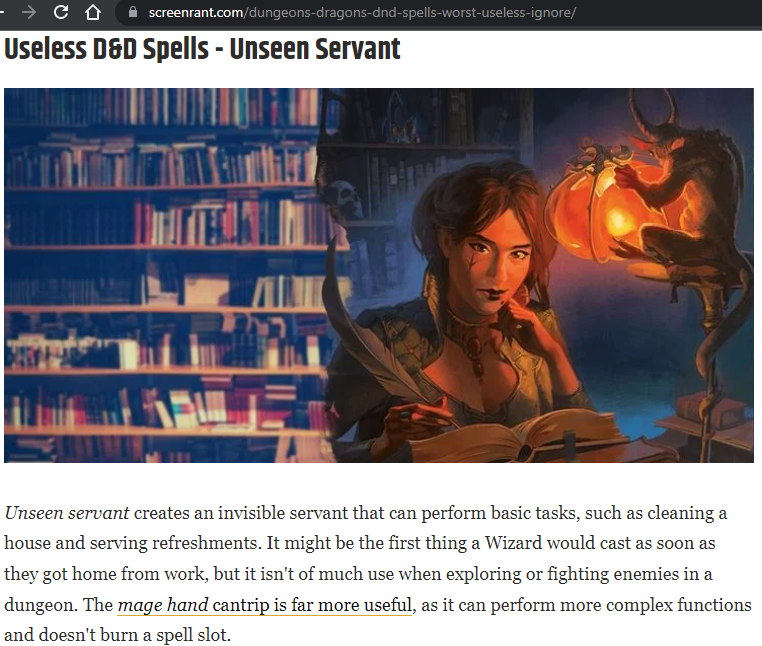 screenrant.com/dungeons-dragons-dnd-spells-worst-useless-ignore/
Useless D&D Spells - Unseen Servant
Unseen servant creates an invisible servant that can perform basic tasks, such as cleaning a
house and serving refreshments. It might be the first thing a Wizard would cast as soon as
they got home from work, but it isn't of much use when exploring or fighting enemies in a
dungeon. The mage hand cantrip is far more useful, as it can perform more complex functions
and doesn't burn a spell slot.